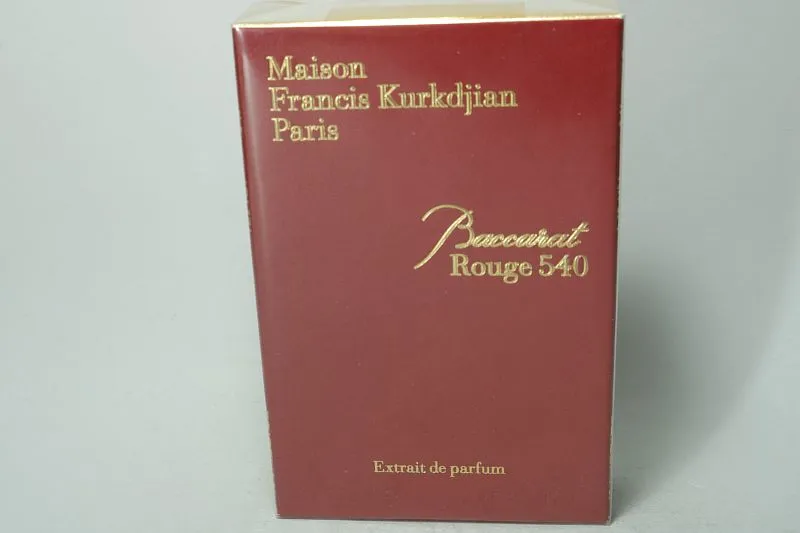 Maison
Francis Kurkdjian
Paris
Baccarat
Rouge 540
Extrait de parfum